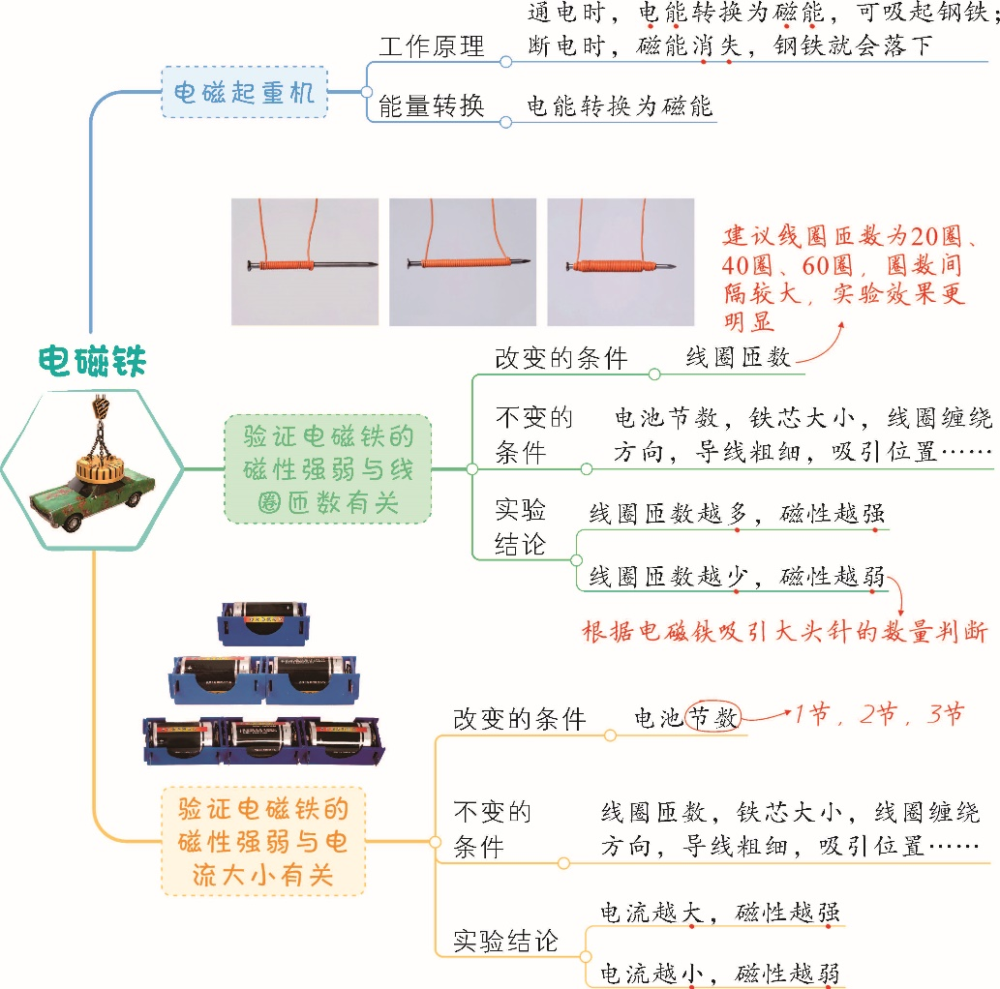 通电时，电能转换为磁能，可吸起钢铁；
工作原理
断电时，磁能消失，钢铁就会落下
电磁起重机
能量转换
电能转换为磁能
建议线圈匝数为20圈、
40圈、60圈，圈数间
隔较大，实验效果更
明显
电磁铁
改变的条件
线圈匝数
验证电磁铁的
磁性强弱与线
圈匝数有关
不变的
条件
电池节数，铁芯大小，线圈缠绕
方向，导线粗细，吸引位置……
实验
结论
线圈匝数越多，磁性越强
线圈匝数越少，磁性越弱
根据电磁铁吸引大头针的数量判断
改变的条件
电池节数
1节，2节，3节
验证电磁铁的
磁性强弱与电
流大小有关
不变的
条件
线圈匝数，铁芯大小，线圈缠绕
方向，导线粗细，吸引位置……
实验结论
电流越大，磁性越强
电流越小，磁性越弱